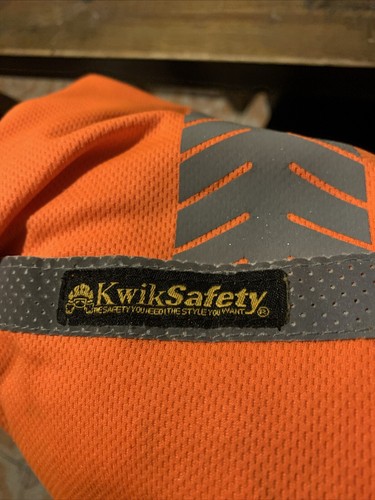 KwikSafety
THE SAFETY YOU NEED | THE STYLE YOU WANT ®